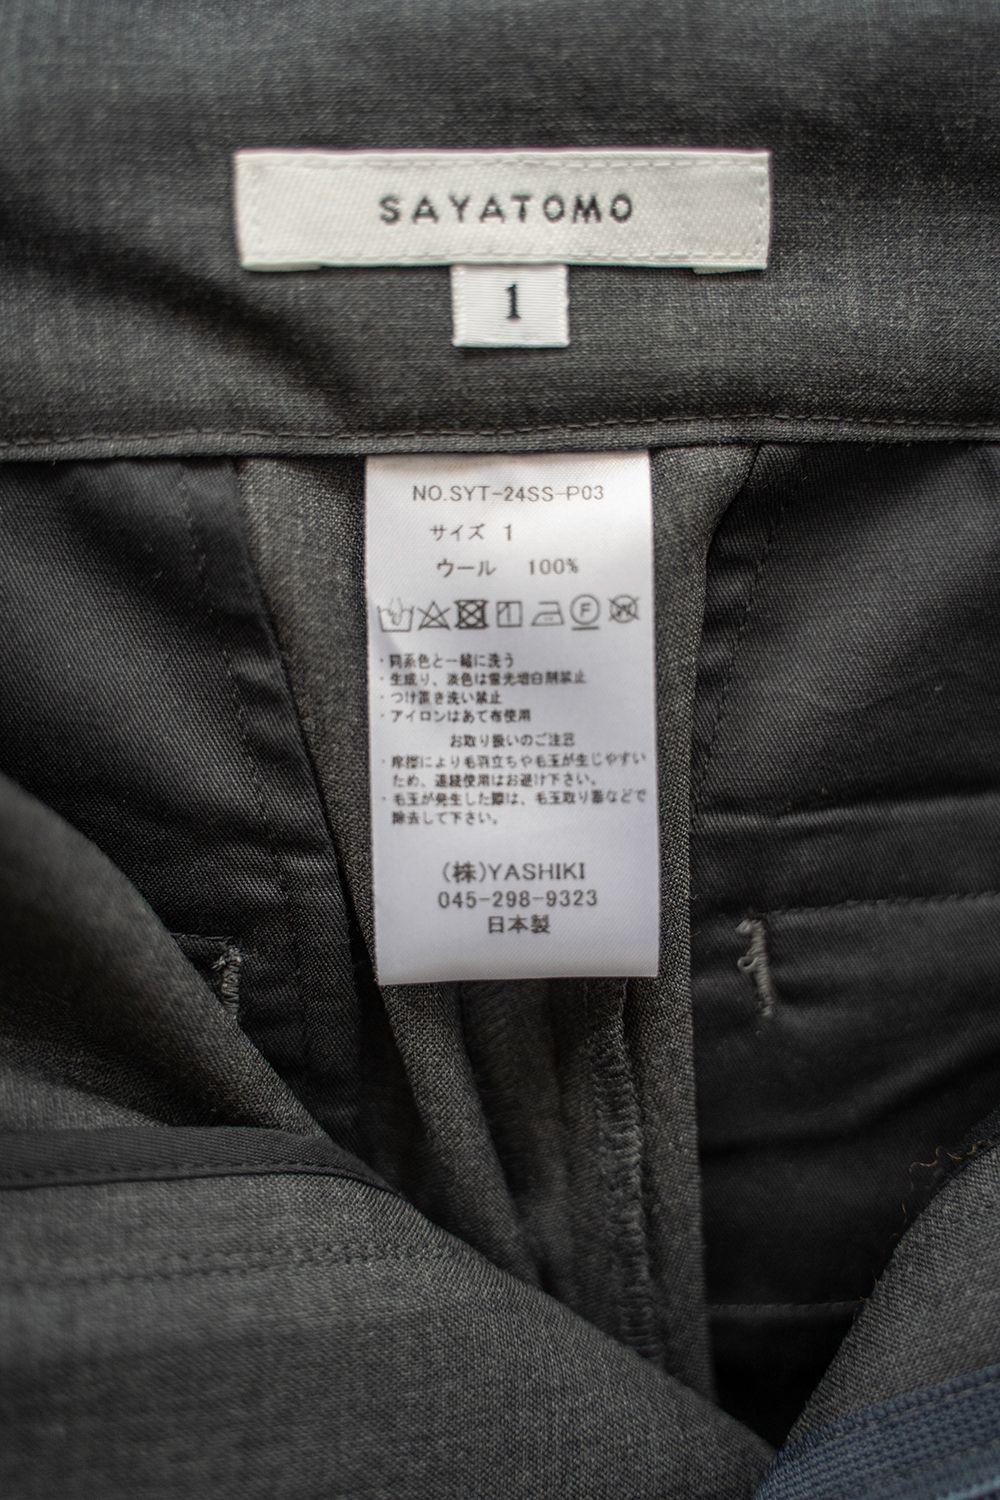 SAYATOMO
1
NO.SYT-24SS-P03
サイズ 1
ウール 100%
F
W
・同系色と一緒に洗う
・生成り、淡色は蛍光増白剤禁止
・つけ置き洗い禁止
・アイロンはあて布使用
お取り扱いのご注意
・摩擦により毛羽立ちや毛玉が生じやすい
ため、連続使用はお避け下さい。
・毛玉が発生した際は、毛玉取り器などで
除去して下さい。
(株)YASHIKI
045-298-9323
日本製